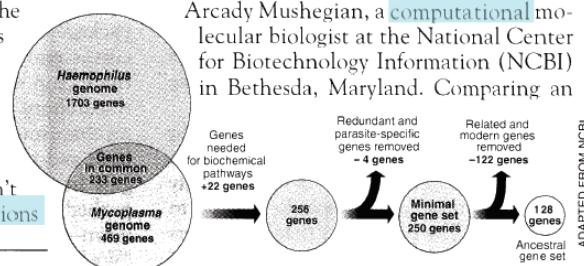 he
s
Arcady Mushegian, a computational mo-
lecular biologist at the National Center
for Biotechnology Information (NCBI)
in Bethesda, Maryland. Comparing an
Haemophilus
genome
1703 genes
Genes
in common
233 genes
n't
ions
Mycoplasma
genome
469 genes
Genes
needed
for biochemical
pathways
+22 genes
256
genes
Redundant and
parasite-specific
genes removed
– 4 genes
Minimal
gene set
250 genes
Related and
modern genes
removed
–122 genes
128
genes
Ancestral
gene set
ADAPTED FROM NCBI